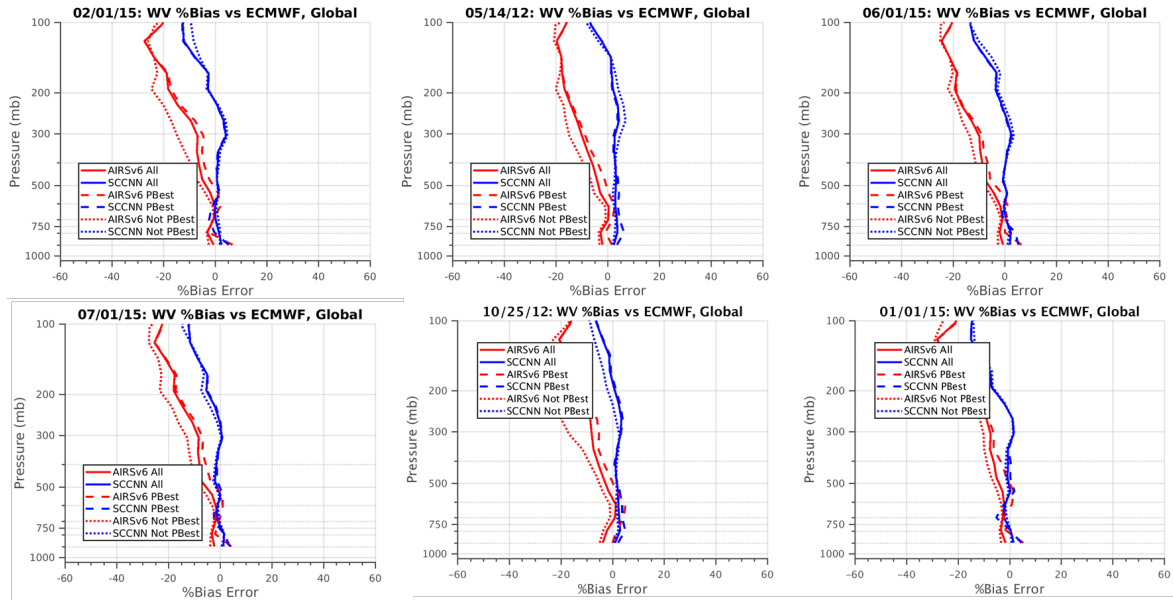 02/01/15: WV %Bias vs ECMWF, Global
100
200
300
500
750
1000
Pressure (mb)
AIRSv6 All
SCCNN All
AIRSv6 PBest
SCCNN PBest
AIRSv6 Not PBest
SCCNN Not PBest
-60 -40 -20 0 20 40 60
%Bias Error
05/14/12: WV %Bias vs ECMWF, Global
100
200
300
500
750
1000
Pressure (mb)
AIRSv6 All
SCCNN All
AIRSv6 PBest
SCCNN PBest
AIRSv6 Not PBest
SCCNN Not PBest
-60 -40 -20 0 20 40 60
%Bias Error
06/01/15: WV %Bias vs ECMWF, Global
100
200
300
500
750
1000
Pressure (mb)
AIRSv6 All
SCCNN All
AIRSv6 PBest
SCCNN PBest
AIRSv6 Not PBest
SCCNN Not PBest
-60 -40 -20 0 20 40 60
%Bias Error
07/01/15: WV %Bias vs ECMWF, Global
100
200
300
500
750
1000
Pressure (mb)
AIRSv6 All
SCCNN All
AIRSv6 PBest
SCCNN PBest
AIRSv6 Not PBest
SCCNN Not PBest
-60 -40 -20 0 20 40 60
%Bias Error
10/25/12: WV %Bias vs ECMWF, Global
100
200
300
500
750
1000
Pressure (mb)
AIRSv6 All
SCCNN All
AIRSv6 PBest
SCCNN PBest
AIRSv6 Not PBest
SCCNN Not PBest
-60 -40 -20 0 20 40 60
%Bias Error
01/01/15: WV %Bias vs ECMWF, Global
100
200
300
500
750
1000
Pressure (mb)
AIRSv6 All
SCCNN All
AIRSv6 PBest
SCCNN PBest
AIRSv6 Not PBest
SCCNN Not PBest
-60 -40 -20 0 20 40 60
%Bias Error